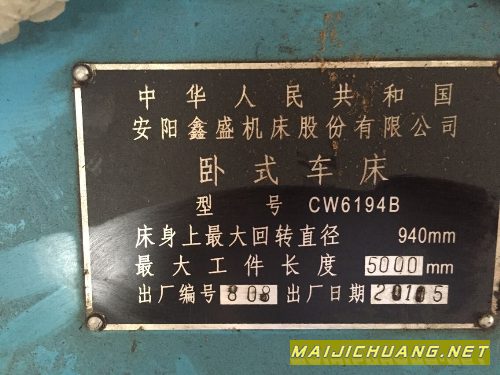 中华人民共和国
安阳鑫盛机床股份有限公司
卧式车床
型号 CW6194B
床身上最大回转直径 940mm
最大工件长度 5000 mm
出厂编号 808 出厂日期 20105
MAIJICHUANG.NET